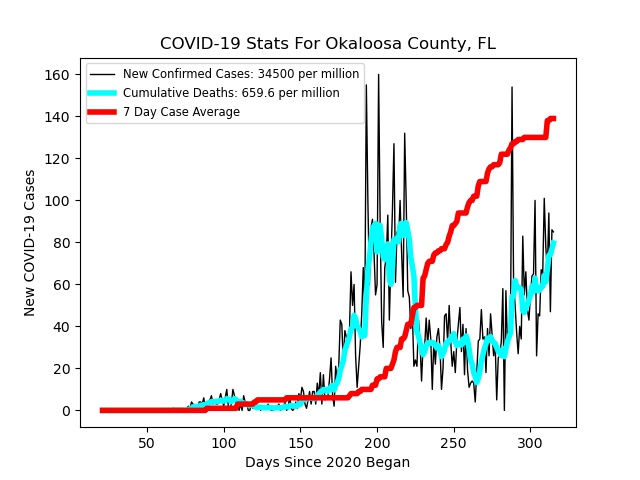 COVID-19 Stats For Okaloosa County, FL
New Confirmed Cases: 34500 per million
Cumulative Deaths: 659.6 per million
7 Day Case Average
160
140
120
100
80
60
40
20
0
New COVID-19 Cases
50 100 150 200 250 300
Days Since 2020 Began